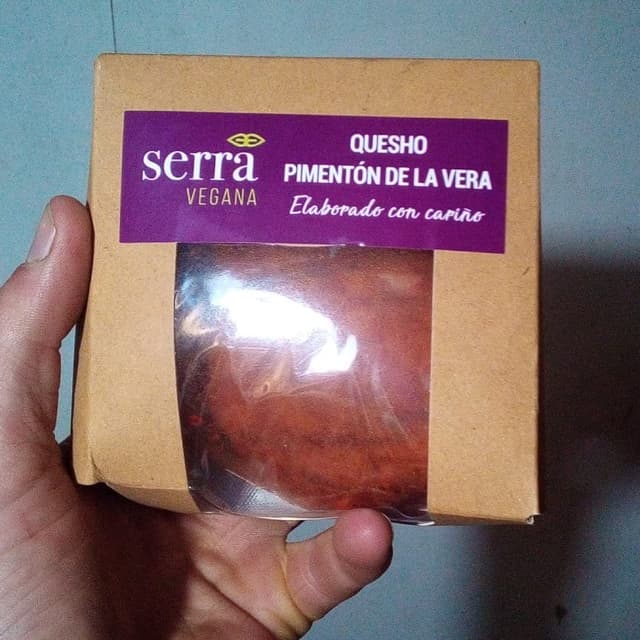 serra
VEGANA
QUESHO
PIMENTÓN DE LA VERA
Elaborado con cariño